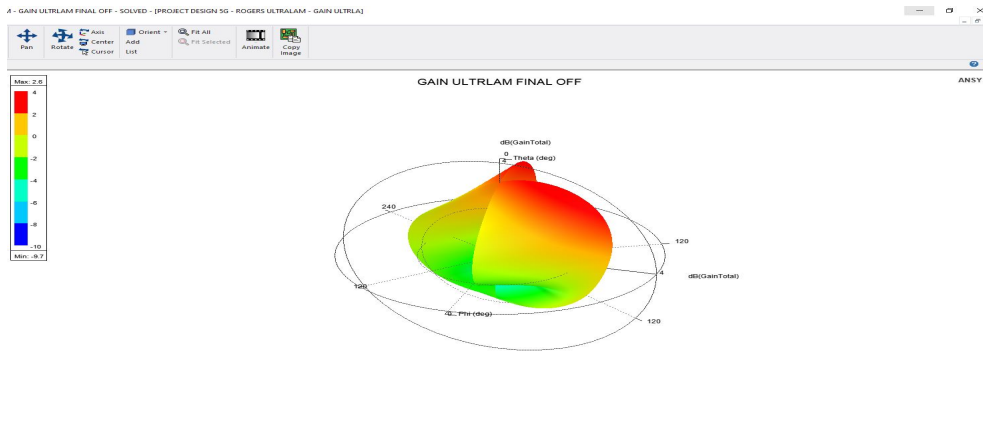 M - GAIN ULTRLAM FINAL OFF - SOLVED - [PROJECT DESIGN 5G - ROGERS ULTRALAM - GAIN ULTRLA]
Pan
Rotate
Axis
Center
Cursor
Orient
Add
List
Fit All
Fit Selected
Animate
Copy
Image
Max: 2.6
4
2
0
-2
-4
-6
-8
-10
Min: -9.7
GAIN ULTRLAM FINAL OFF
ANSY
dB(GainTotal)
0
4
Theta (deg)
240
120
4
dB(GainTotal)
120
Phi (deg)
120